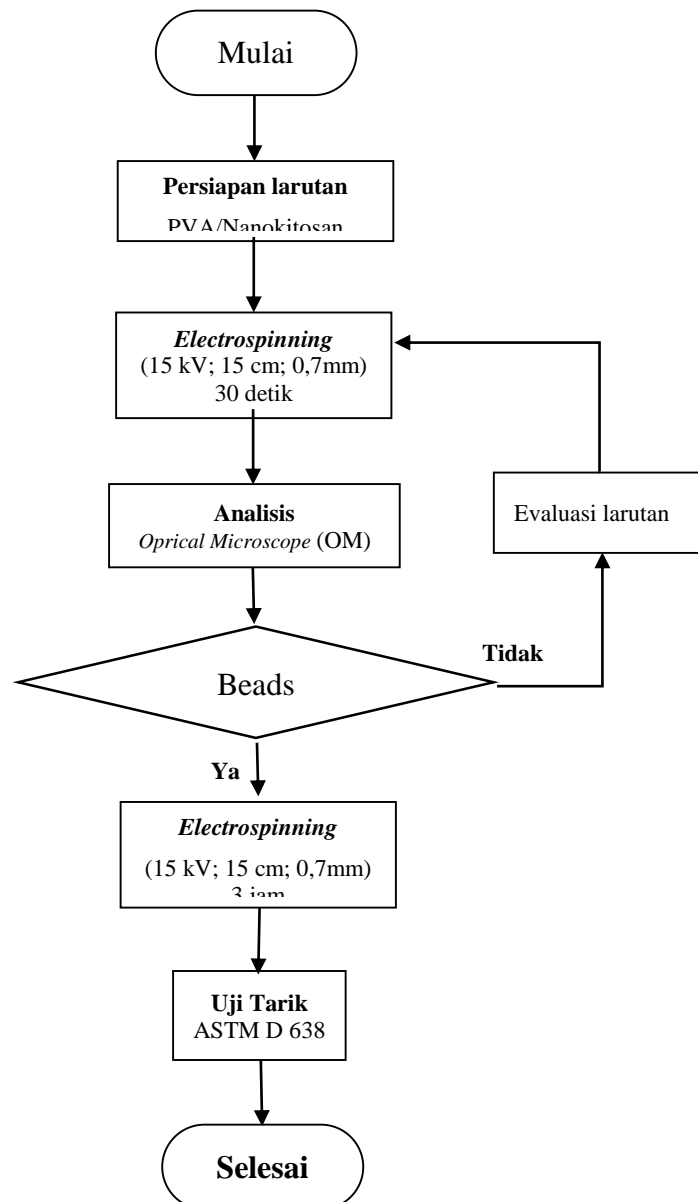 Mulai
Persiapan larutan
PVA/Nanokitosan
Electrospinning
(15 kV; 15 cm; 0,7mm)
30 detik
Analisis
Oprical Microscope (OM)
Evaluasi larutan
Tidak
Beads
Ya
Electrospinning
(15 kV; 15 cm; 0,7mm)
3 jam
Uji Tarik
ASTM D 638
Selesai